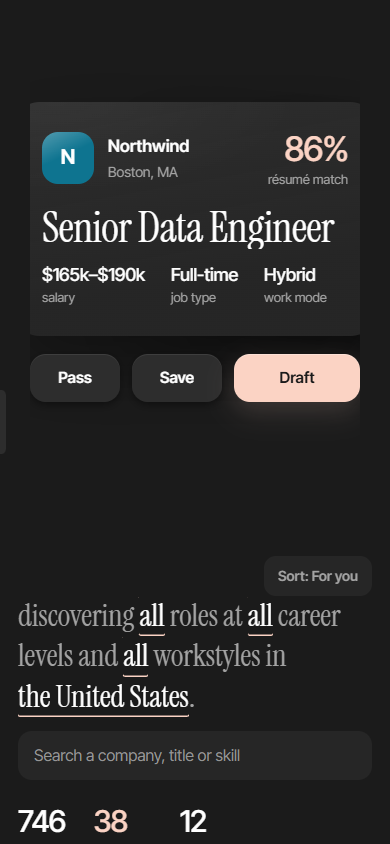 N
Northwind
Boston, MA
86%
résumé match
Senior Data Engineer
$165k–$190k
salary
Full-time
job type
Hybrid
work mode
Pass
Save
Draft
Sort: For you
discovering all roles at all career
levels and all workstyles in
the United States.
Search a company, title or skill
746
38
12